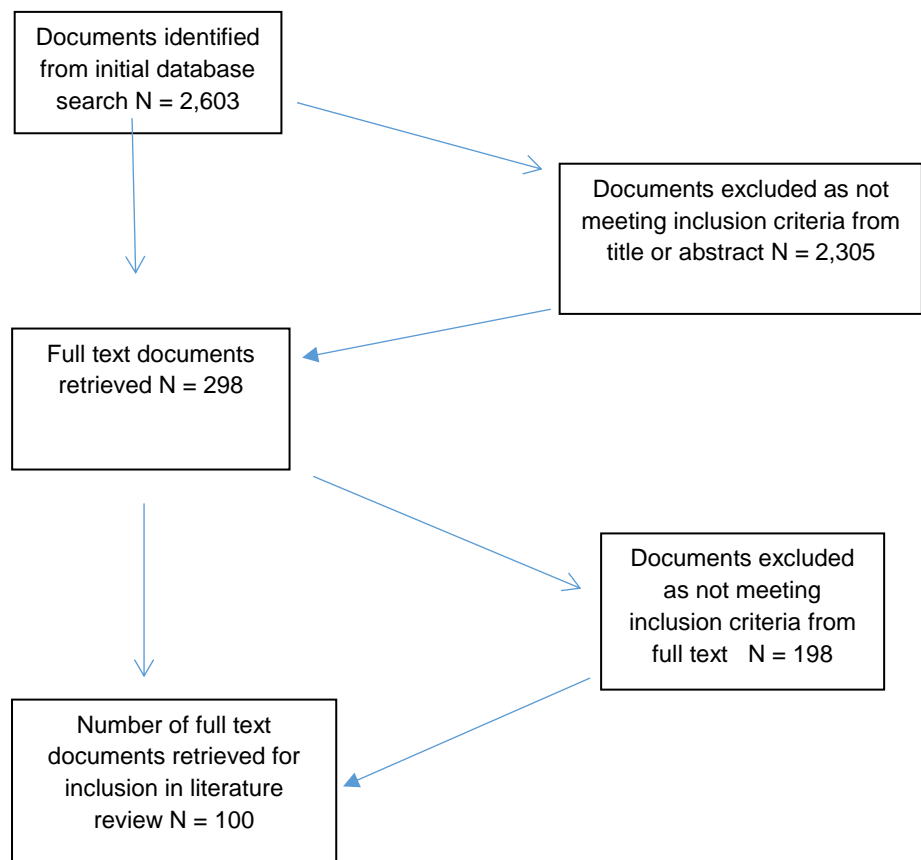 Documents identified
from initial database
search N = 2,603
Documents excluded as not
meeting inclusion criteria from
title or abstract N = 2,305
Full text documents
retrieved N = 298
Documents excluded
as not meeting
inclusion criteria from
full text N = 198
Number of full text
documents retrieved for
inclusion in literature
review N = 100